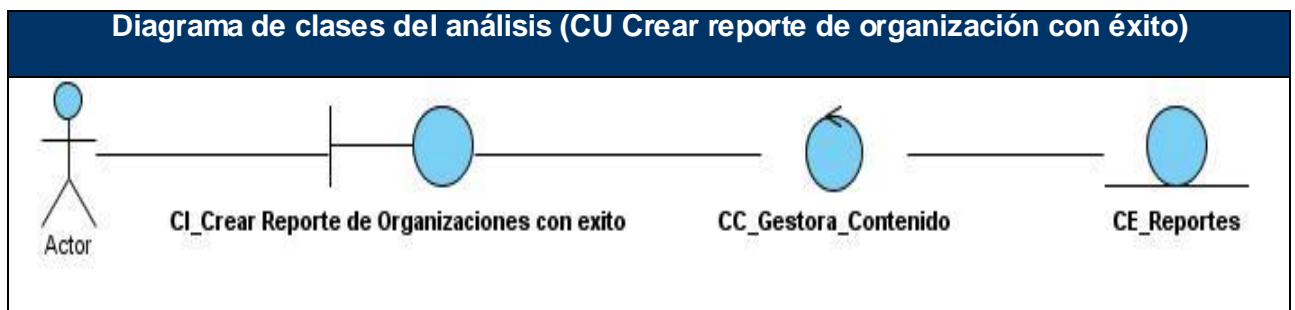 Diagrama de clases del análisis (CU Crear reporte de organización con éxito)
Actor
CI_Crear Reporte de Organizaciones con exito
CC_Gestora_Contenido
CE_Reportes